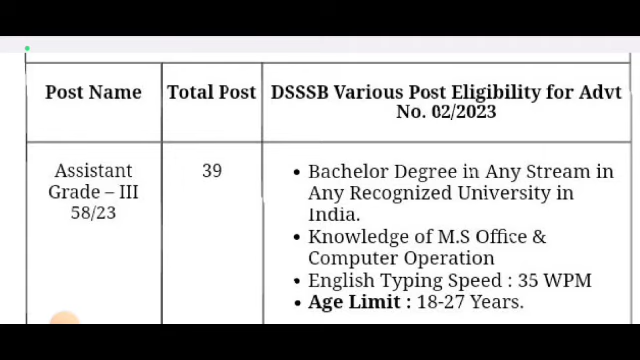 Post Name
Total Post
DSSSB Various Post Eligibility for Advt
No. 02/2023
Assistant
Grade – III
58/23
39
• Bachelor Degree in Any Stream in
Any Recognized University in
India.
• Knowledge of M.S Office &
Computer Operation
• English Typing Speed : 35 WPM
• Age Limit : 18-27 Years.